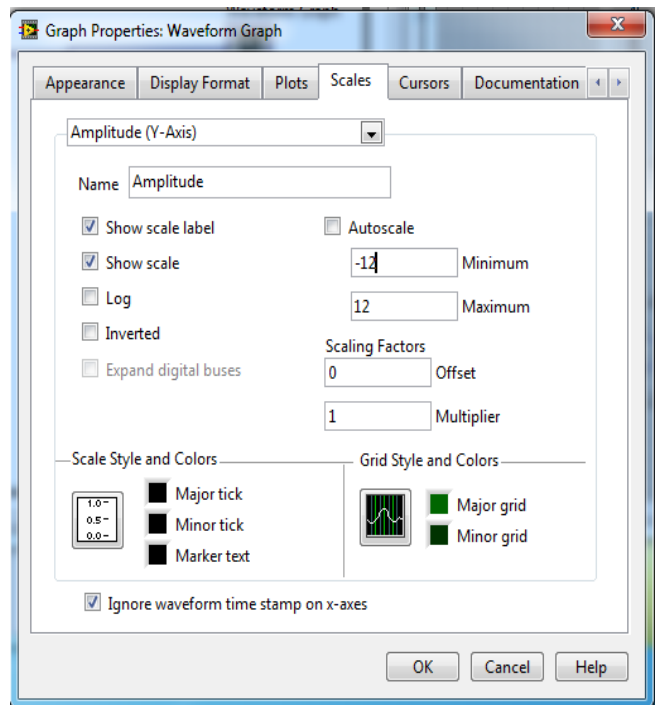 Graph Properties: Waveform Graph
Appearance Display Format Plots Scales Cursors Documentation
Amplitude (Y-Axis)
Name Amplitude
Show scale label Autoscale
Show scale -12 Minimum
Log 12 Maximum
Inverted Scaling Factors
Expand digital buses 0 Offset
1 Multiplier
Scale Style and Colors Grid Style and Colors
1.0 Major tick Major grid
0.5 Minor tick Minor grid
0.0 Marker text
Ignore waveform time stamp on x-axes
OK Cancel Help